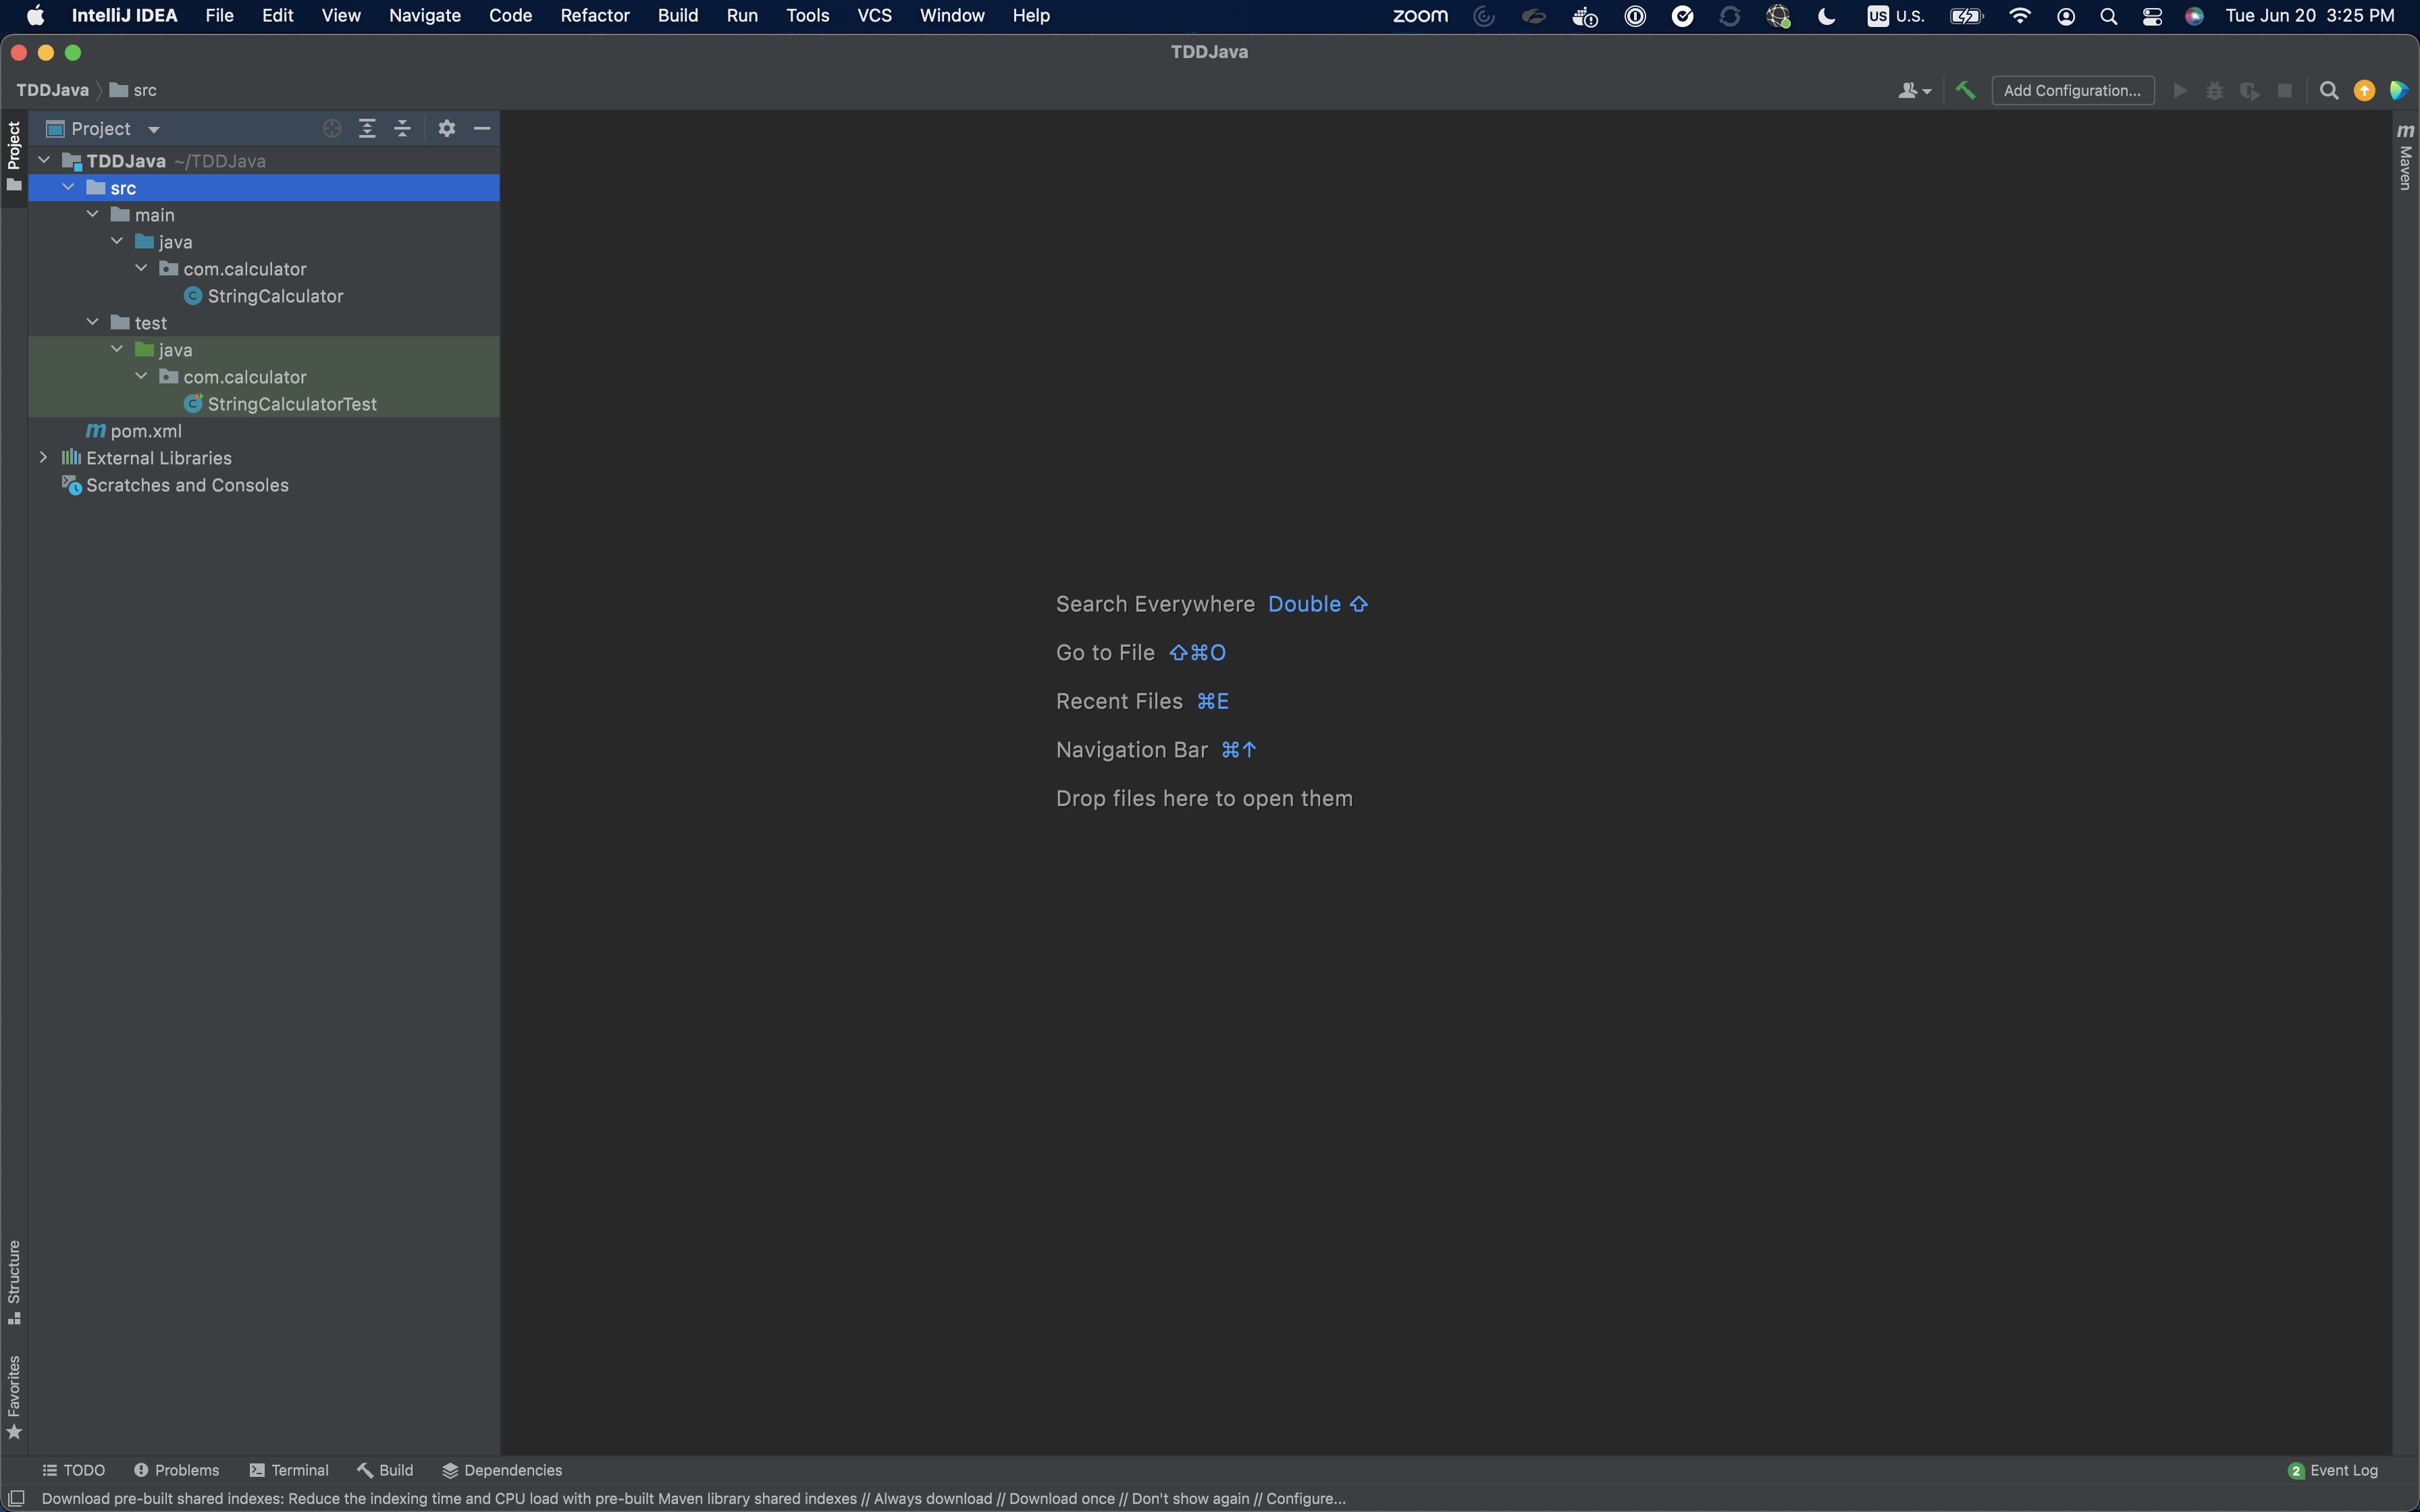 IntelliJ IDEA File Edit View Navigate Code Refactor Build Run Tools VCS Window Help zoom US U.S. Tue Jun 20 3:25 PM
TDDJava
TDDJava src Add Configuration...
Project
Project
TDDJava ~/TDDJava
src
main
java
com.calculator
StringCalculator
test
java
com.calculator
StringCalculatorTest
pom.xml
External Libraries
Scratches and Consoles
m Maven
Search Everywhere Double ⇧
Go to File ⇧⌘O
Recent Files ⌘E
Navigation Bar ⌘↑
Drop files here to open them
Structure
Favorites
TODO Problems Terminal Build Dependencies 2 Event Log
Download pre-built shared indexes: Reduce the indexing time and CPU load with pre-built Maven library shared indexes // Always download // Download once // Don't show again // Configure...